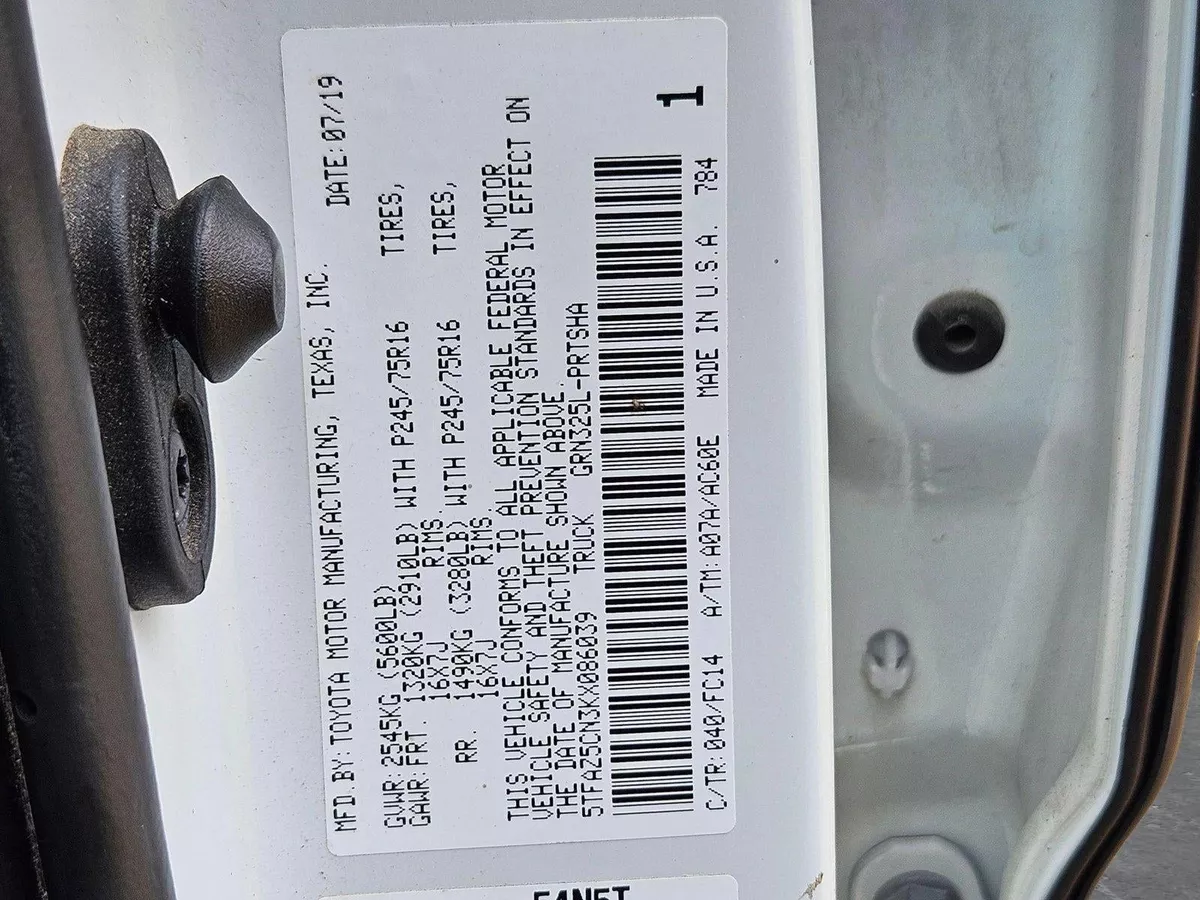 MFD.BY:TOYOTA MOTOR MANUFACTURING, TEXAS, INC. DATE:07/19
GVWR:2545KG (5600LB)
GAWR:FRT. 1320KG (2910LB) WITH P245/75R16 TIRES,
16X7J RIMS.
RR. 1490KG (3280LB) WITH P245/75R16 TIRES,
16X7J RIMS.
THIS VEHICLE CONFORMS TO ALL APPLICABLE FEDERAL MOTOR
VEHICLE SAFETY AND THEFT PREVENTION STANDARDS IN EFFECT ON
THE DATE OF MANUFACTURE SHOWN ABOVE.
5TFAZ5CN3KX086039 TRUCK GRN325L-PRTSHA
1
C/TR:040/FC14 A/TM:A07A/AC60E MADE IN U.S.A. 784